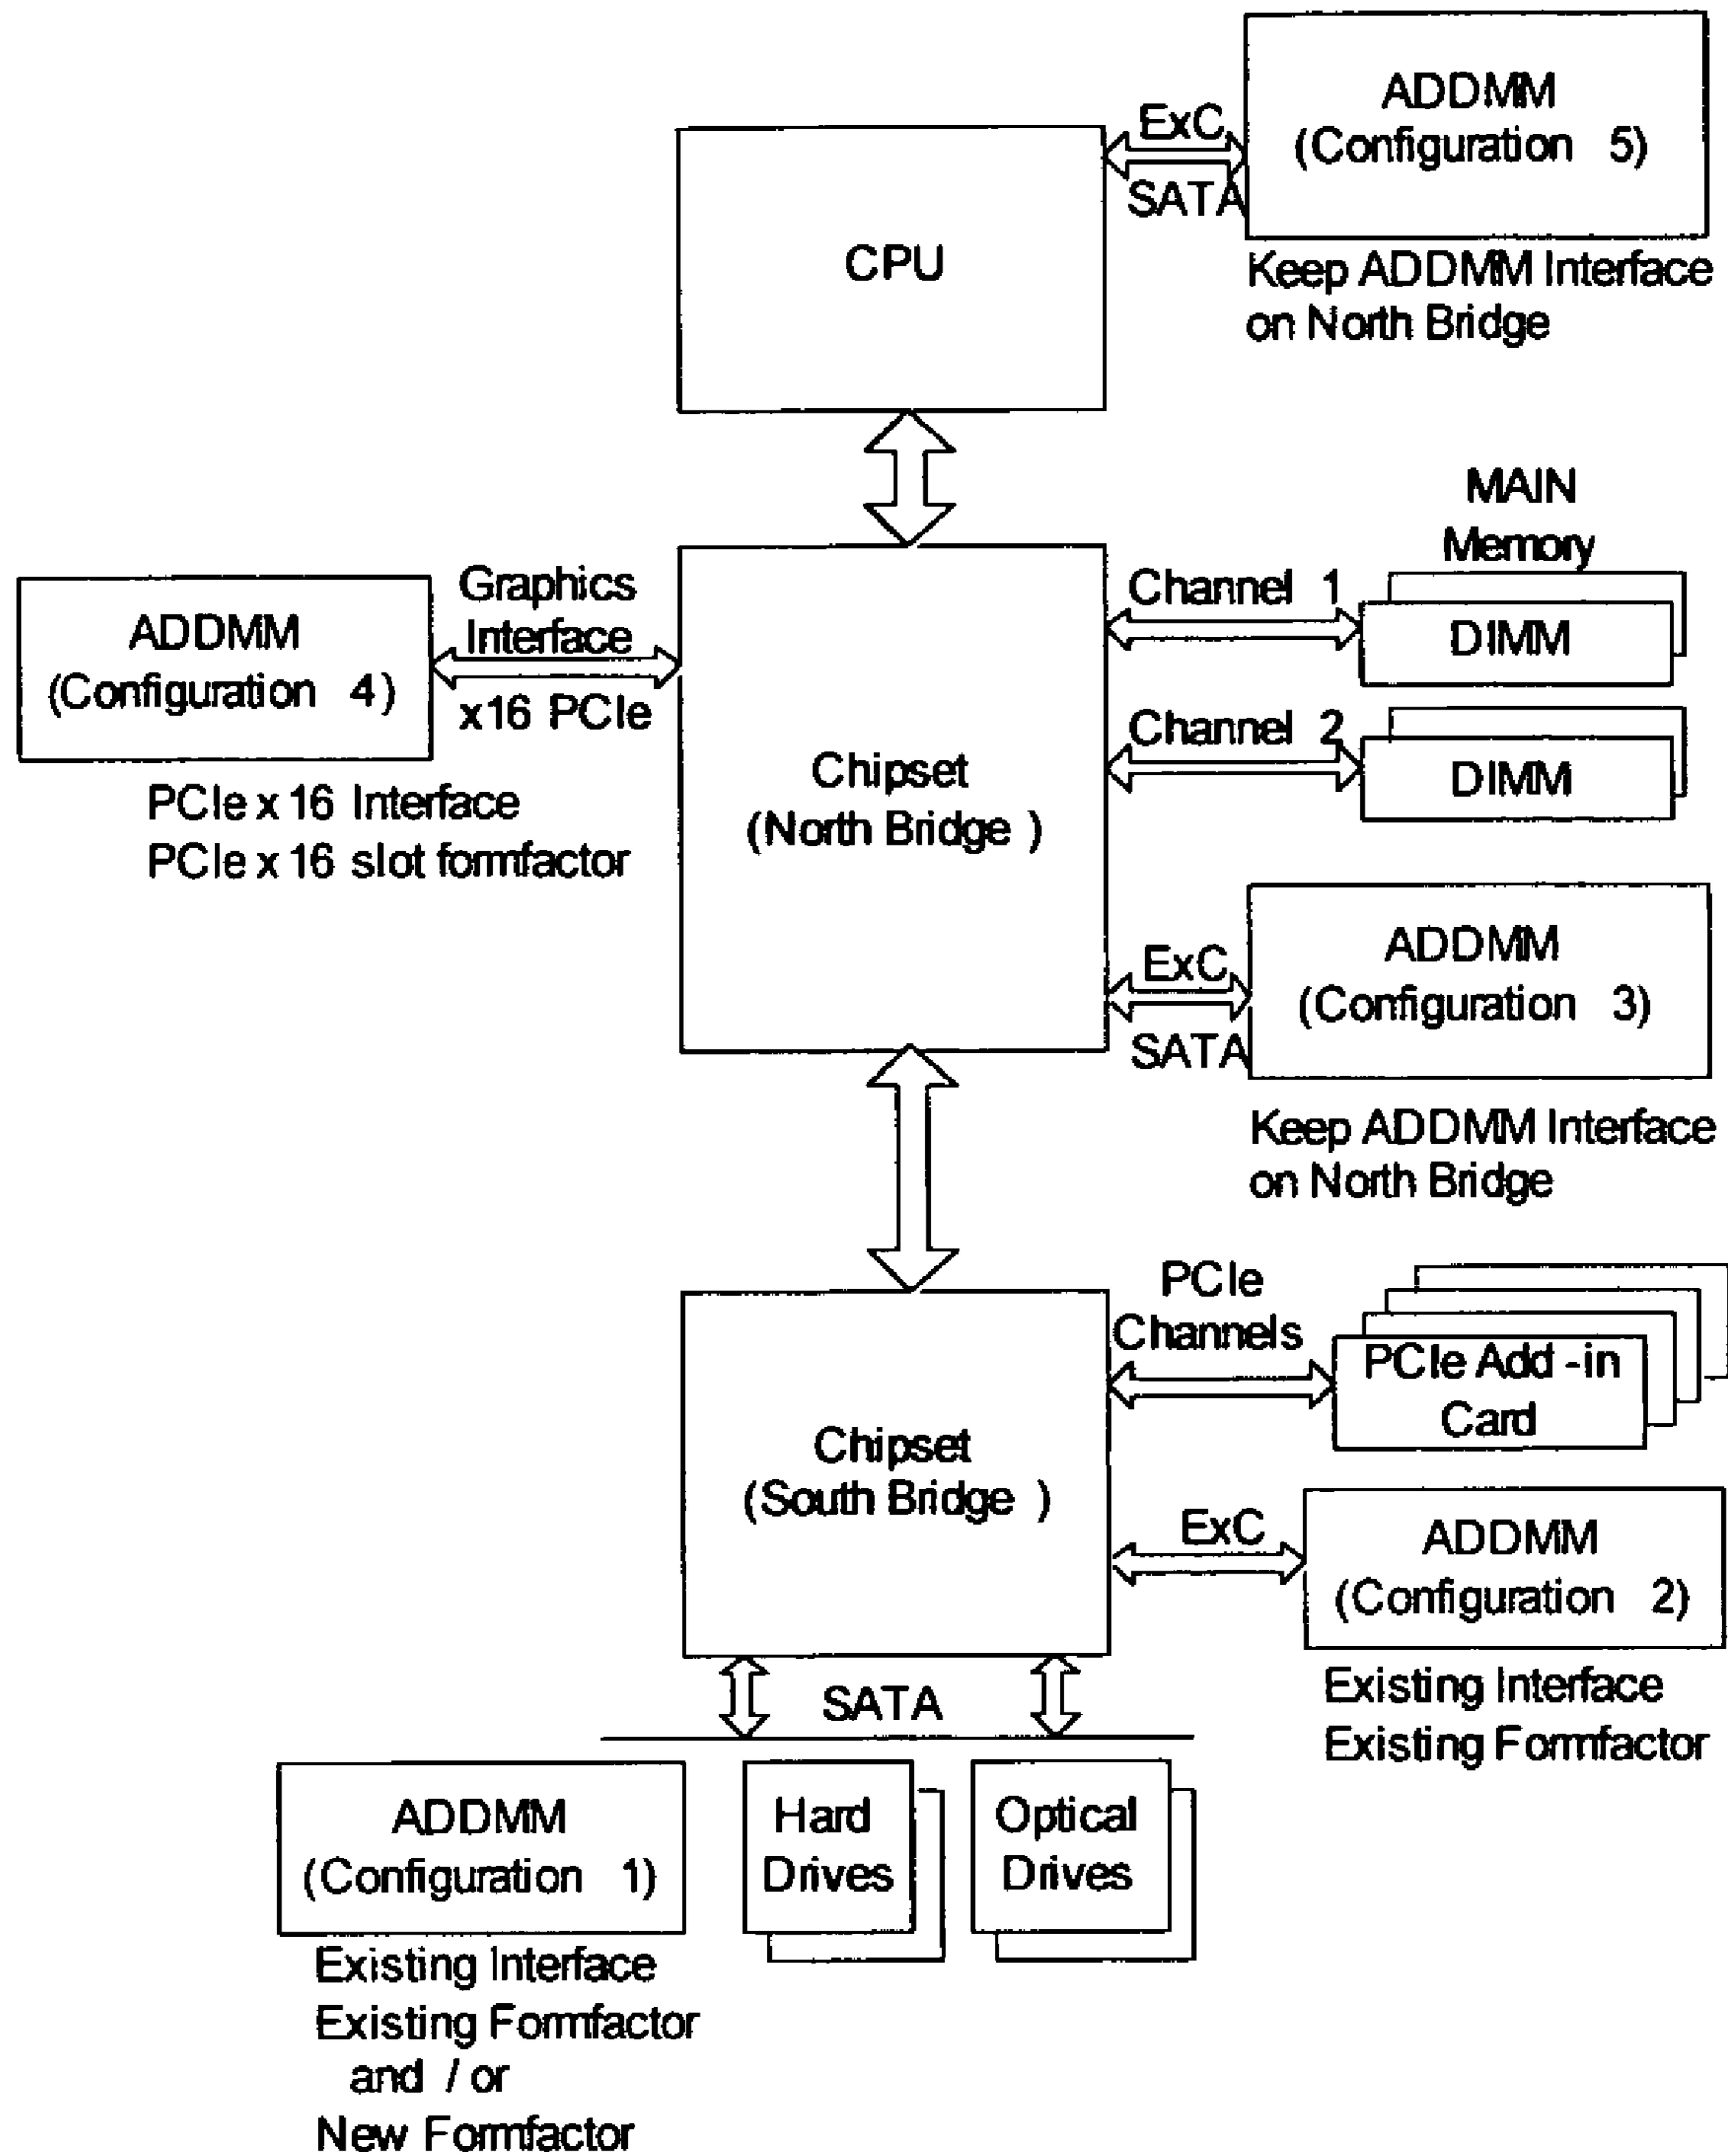 ADDMM
(Configuration 5)
ExC
SATA
Keep ADDMM Interface
on North Bridge
CPU
MAIN
Memory
Channel 1
DIMM
Channel 2
DIMM
Graphics
Interface
x16 PCIe
ADDMM
(Configuration 4)
PCIe x 16 Interface
PCIe x 16 slot formfactor
Chipset
(North Bridge )
ExC
SATA
ADDMM
(Configuration 3)
Keep ADDMM Interface
on North Bridge
PCIe
Channels
PCIe Add -in
Card
Chipset
(South Bridge )
ExC
ADDMM
(Configuration 2)
Existing Interface
Existing Formfactor
SATA
ADDMM
(Configuration 1)
Hard
Drives
Optical
Drives
Existing Interface
Existing Formfactor
and / or
New Formfactor